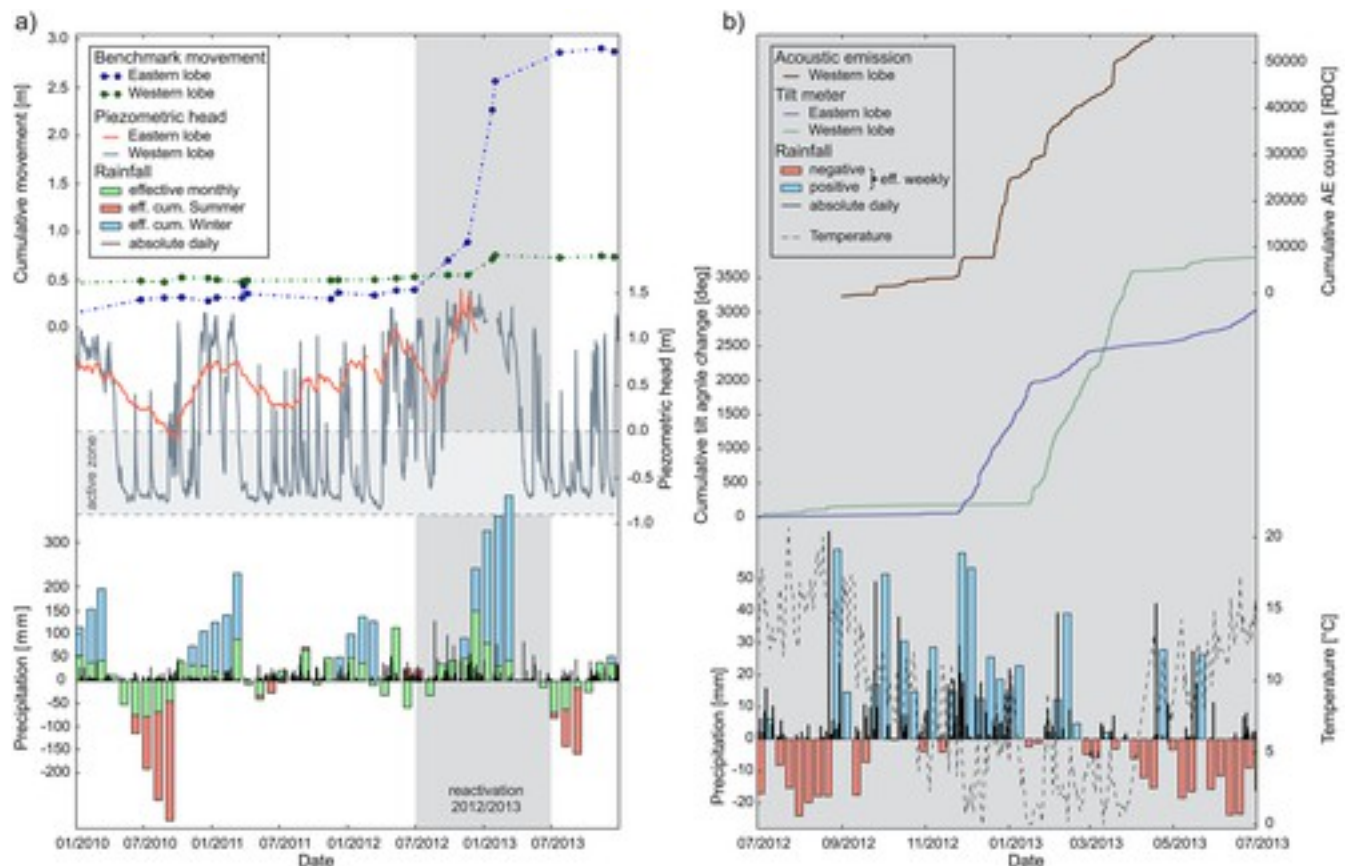 a)
3.0
2.5
2.0
1.5
1.0
0.5
0.0
Cumulative movement [m]
Benchmark movement
Eastern lobe
Western lobe
Piezometric head
Eastern lobe
Western lobe
Rainfall
effective monthly
eff. cum. Summer
eff. cum. Winter
absolute daily
1.5
1.0
0.5
0.0
-0.5
-1.0
Piezometric head [m]
active zone
300
200
150
100
50
0
-50
-100
-150
-200
Precipitation [mm]
reactivation
2012/2013
01/2010 07/2010 01/2011 07/2011 01/2012 07/2012 01/2013 07/2013
Date
b)
Acoustic emission
Western lobe
Tilt meter
Eastern lobe
Western lobe
Rainfall
negative
positive
eff. weekly
absolute daily
Temperature
50000
40000
30000
20000
10000
0
Cumulative AE counts [RDC]
3500
3000
2500
2000
1500
1000
500
0
Cumulative tilt agnle change [deg]
50
40
30
20
10
0
-10
-20
Precipitation [mm]
20
15
10
5
0
Temperature [°C]
07/2012 09/2012 11/2012 01/2013 03/2013 05/2013 07/2013
Date